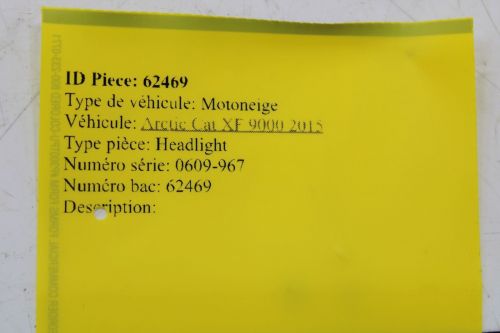 ID Piece: 62469
Type de véhicule: Motoneige
Véhicule: Arctic Cat XF 9000 2015
Type pièce: Headlight
Numéro série: 0609-967
Numéro bac: 62469
Description: